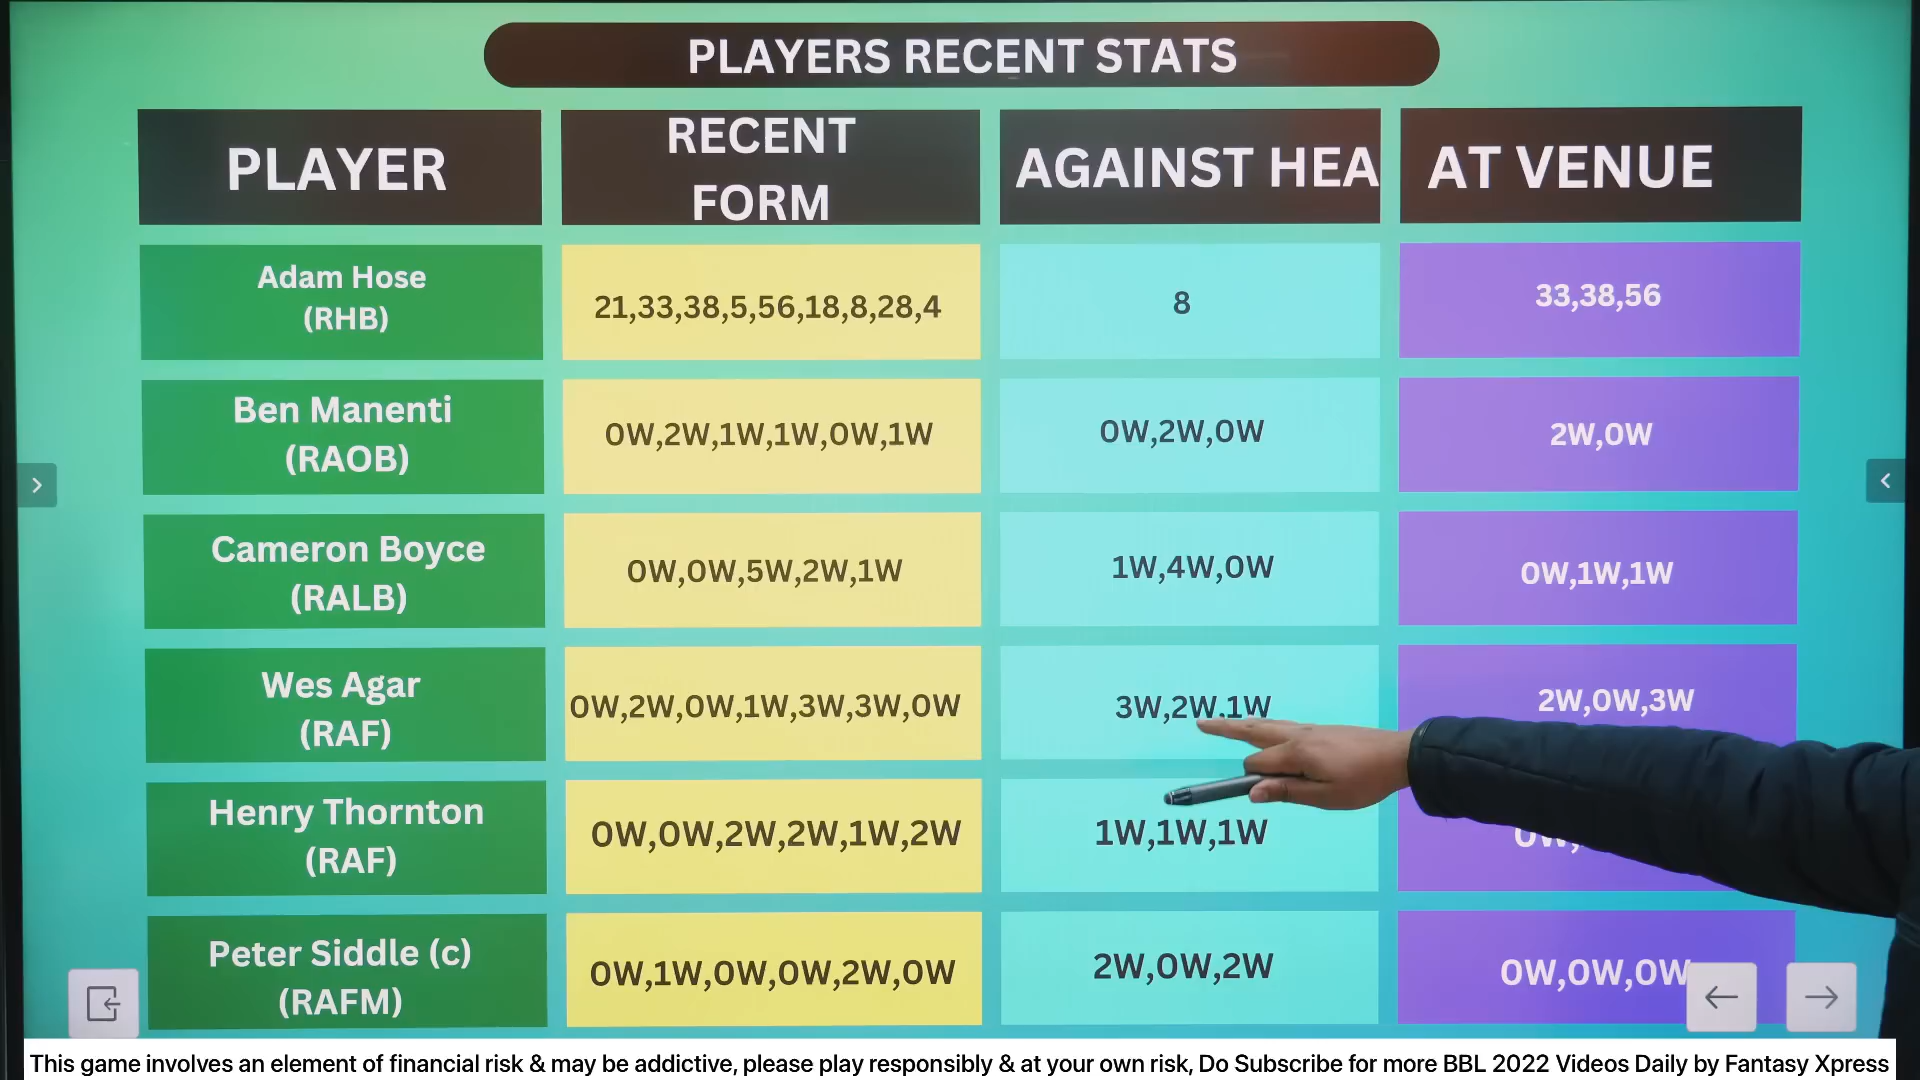 PLAYERS RECENT STATS
PLAYER
RECENT
FORM
AGAINST HEA
AT VENUE
Adam Hose
(RHB)
21,33,38,5,56,18,8,28,4
8
33,38,56
Ben Manenti
(RAOB)
0W,2W,1W,1W,0W,1W
0W,2W,0W
2W,0W
Cameron Boyce
(RALB)
0W,0W,5W,2W,1W
1W,4W,0W
0W,1W,1W
Wes Agar
(RAF)
0W,2W,0W,1W,3W,3W,0W
3W,2W,1W
2W,0W,3W
Henry Thornton
(RAF)
0W,0W,2W,2W,1W,2W
1W,1W,1W
Peter Siddle (c)
(RAFM)
0W,1W,0W,0W,2W,0W
2W,0W,2W
0W,0W,0W
This game involves an element of financial risk & may be addictive, please play responsibly & at your own risk, Do Subscribe for more BBL 2022 Videos Daily by Fantasy Xpress